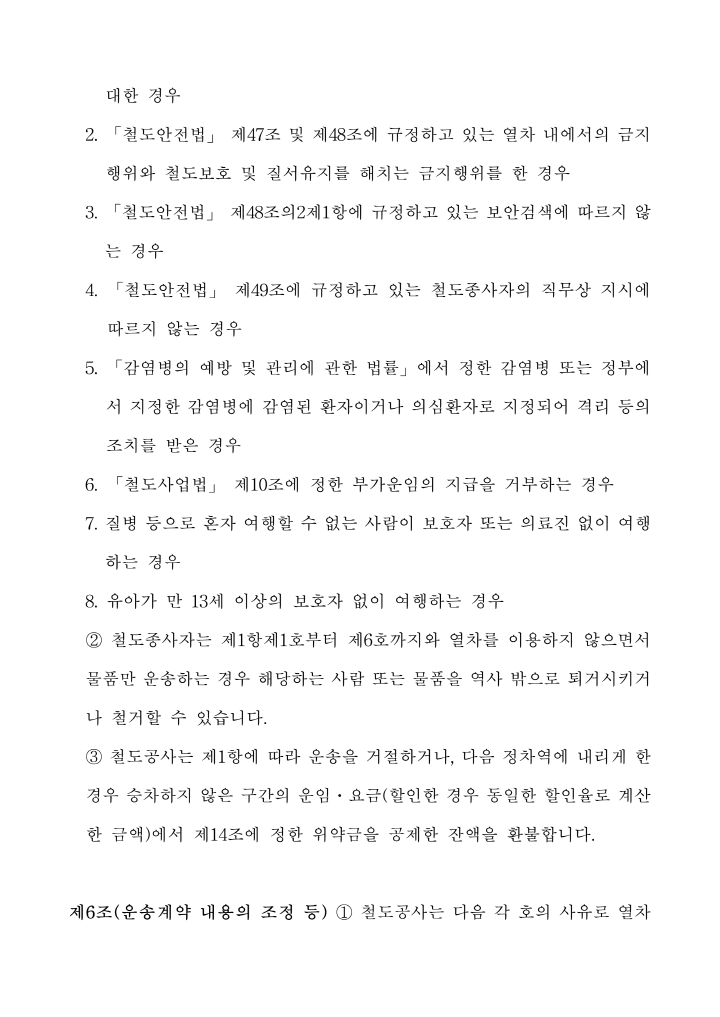 대한 경우
2. 「철도안전법」 제47조 및 제48조에 규정하고 있는 열차 내에서의 금지
행위와 철도보호 및 질서유지를 해치는 금지행위를 한 경우
3. 「철도안전법」 제48조의2제1항에 규정하고 있는 보안검색에 따르지 않
는 경우
4. 「철도안전법」 제49조에 규정하고 있는 철도종사자의 직무상 지시에
따르지 않는 경우
5. 「감염병의 예방 및 관리에 관한 법률」에서 정한 감염병 또는 정부에
서 지정한 감염병에 감염된 환자이거나 의심환자로 지정되어 격리 등의
조치를 받은 경우
6. 「철도사업법」 제10조에 정한 부가운임의 지급을 거부하는 경우
7. 질병 등으로 혼자 여행할 수 없는 사람이 보호자 또는 의료진 없이 여행
하는 경우
8. 유아가 만 13세 이상의 보호자 없이 여행하는 경우
② 철도종사자는 제1항제1호부터 제6호까지와 열차를 이용하지 않으면서
물품만 운송하는 경우 해당하는 사람 또는 물품을 역사 밖으로 퇴거시키거
나 철거할 수 있습니다.
③ 철도공사는 제1항에 따라 운송을 거절하거나, 다음 정차역에 내리게 한
경우 승차하지 않은 구간의 운임·요금(할인한 경우 동일한 할인율로 계산
한 금액)에서 제14조에 정한 위약금을 공제한 잔액을 환불합니다.
제6조(운송계약 내용의 조정 등) ① 철도공사는 다음 각 호의 사유로 열차